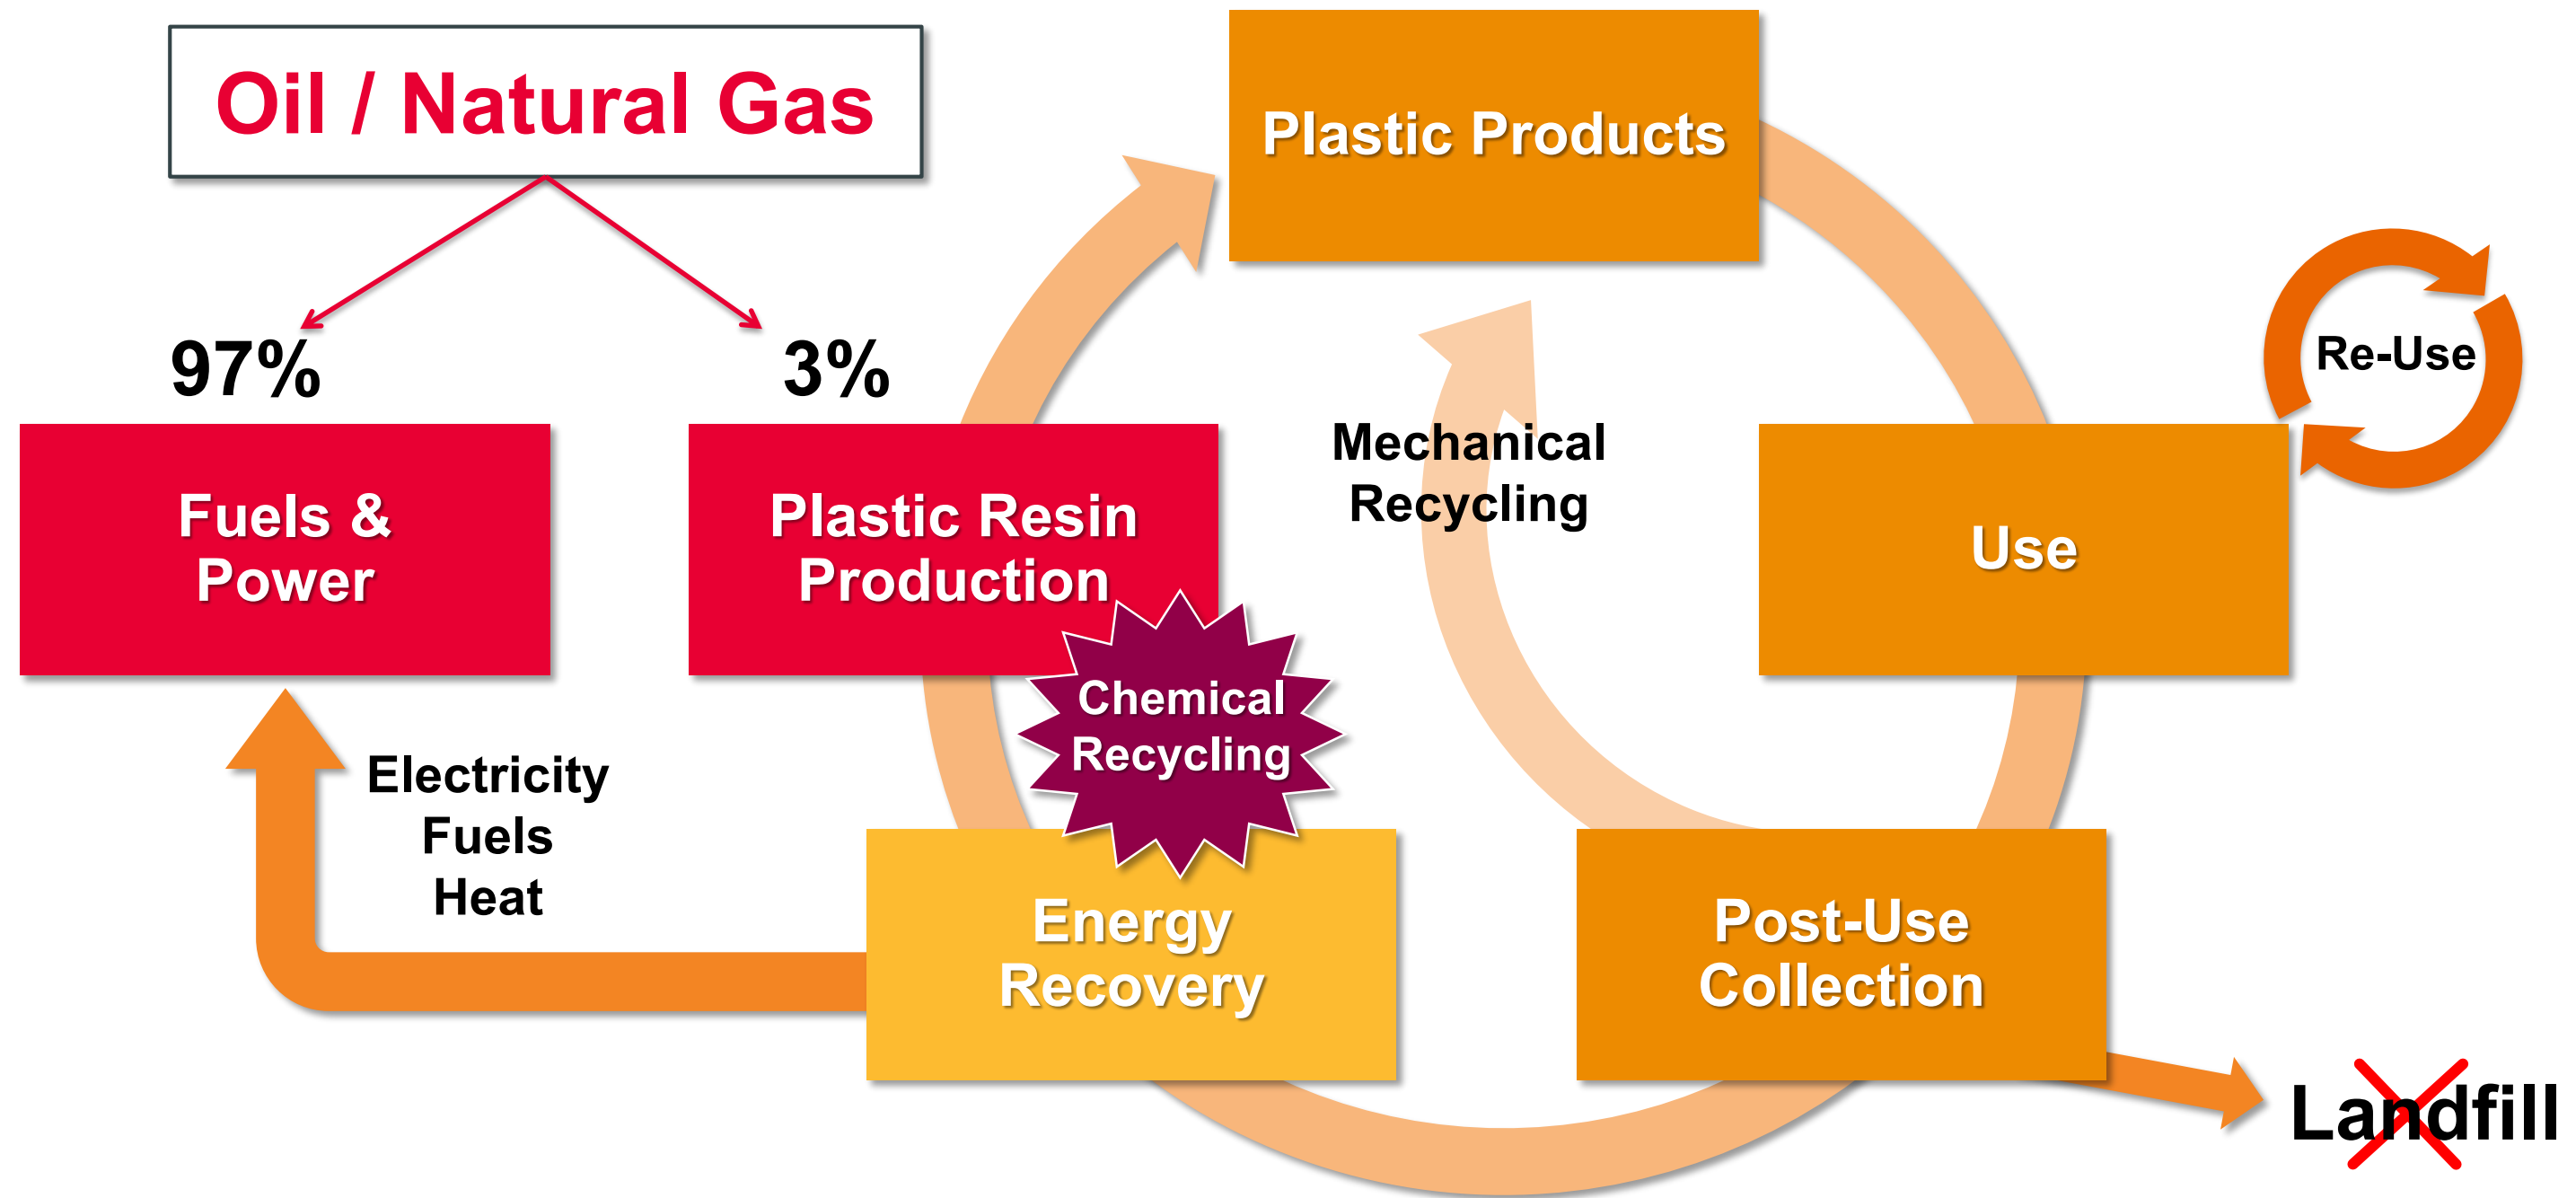 Oil / Natural Gas
Plastic Products
97%
3%
Re-Use
Fuels &
Power
Plastic Resin
Production
Mechanical
Recycling
Use
Chemical
Recycling
Electricity
Fuels
Heat
Energy
Recovery
Post-Use
Collection
Landfill